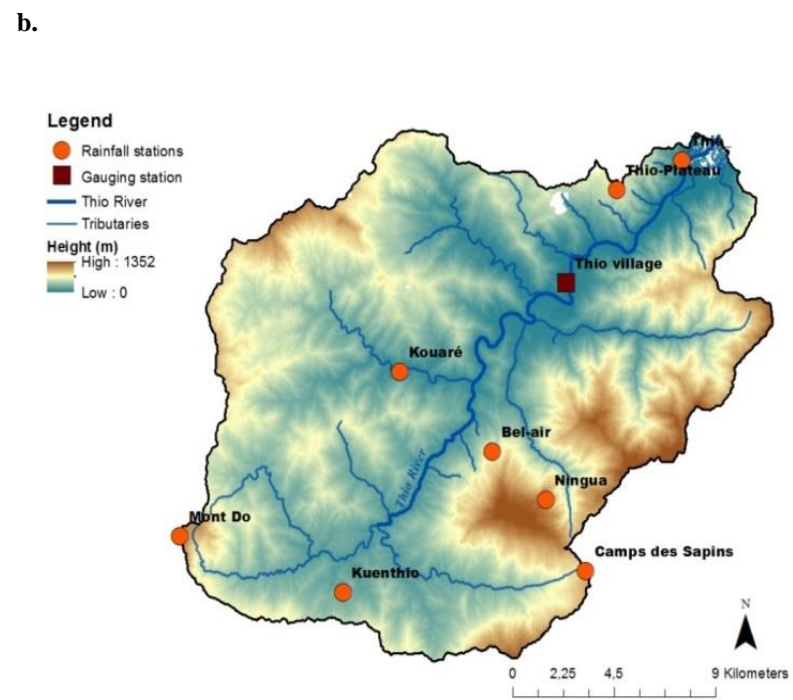 b.
Legend
Rainfall stations
Gauging station
Thio River
Tributaries
Height (m)
High : 1352
Low : 0
Thio
Thio-Plateau
Thio village
Kouaré
Bel-air
Thio River
Ningua
Mont Do
Camps des Sapins
Kuenthio
N
0 2,25 4,5 9 Kilometers